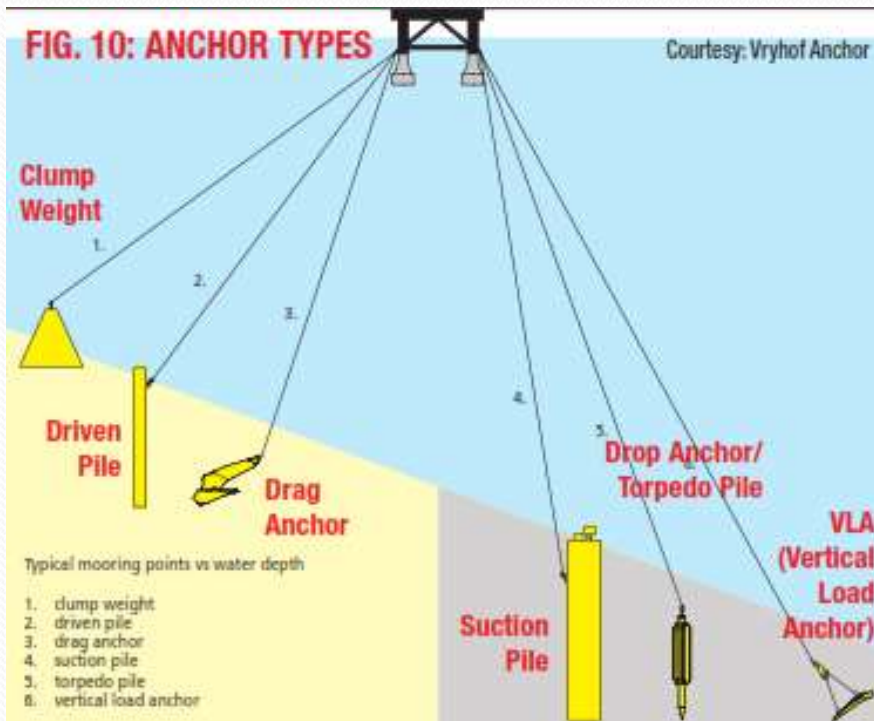 FIG. 10: ANCHOR TYPES
Courtesy: Vryhof Anchor
Clump
Weight
1.
2.
3.
4.
5.
6.
Driven
Pile
Drag
Anchor
Drop Anchor/
Torpedo Pile
VLA
(Vertical
Load
Anchor)
Suction
Pile
Typical mooring points vs water depth
1. clump weight
2. driven pile
3. drag anchor
4. suction pile
5. torpedo pile
6. vertical load anchor